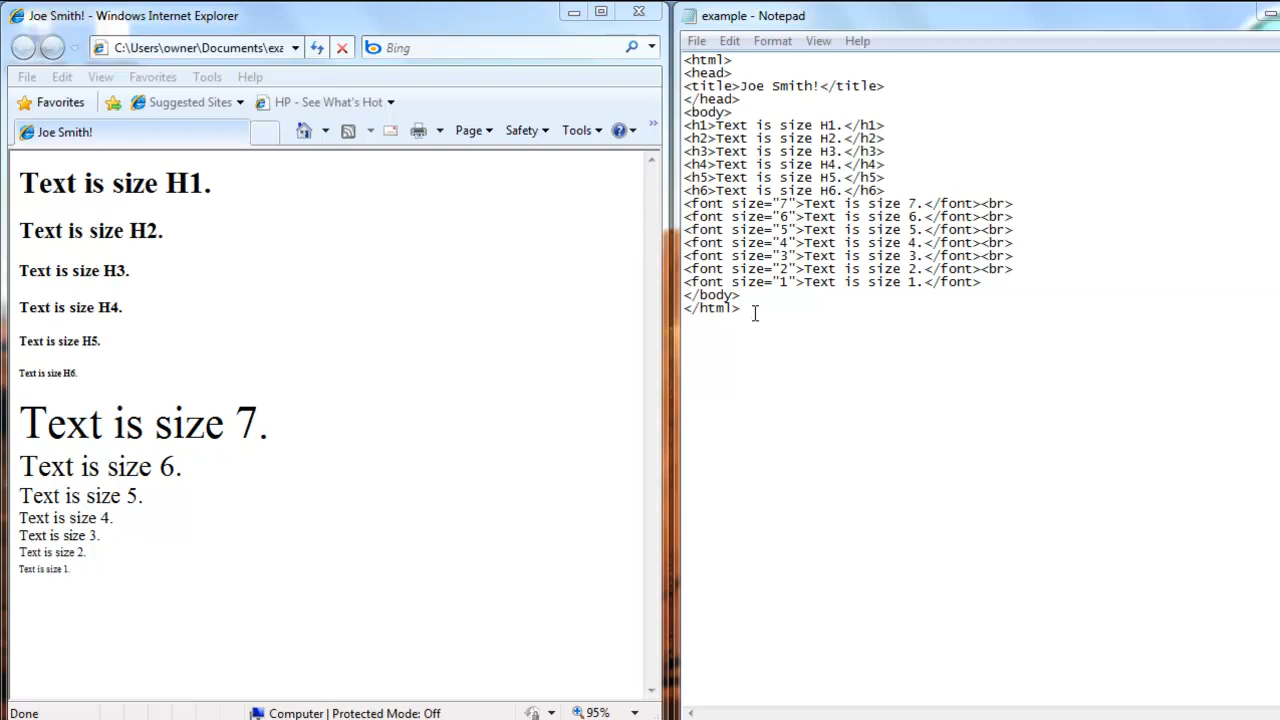 Joe Smith! - Windows Internet Explorer
C:\Users\owner\Documents\exa
Bing
File Edit View Favorites Tools Help
Favorites Suggested Sites HP - See What's Hot
Joe Smith! Page Safety Tools »
Text is size H1.
Text is size H2.
Text is size H3.
Text is size H4.
Text is size H5.
Text is size H6.
Text is size 7.
Text is size 6.
Text is size 5.
Text is size 4.
Text is size 3.
Text is size 2.
Text is size 1.
Done Computer | Protected Mode: Off 95%
example - Notepad
File Edit Format View Help
<html>
<head>
<title>Joe Smith!</title>
</head>
<body>
<h1>Text is size H1.</h1>
<h2>Text is size H2.</h2>
<h3>Text is size H3.</h3>
<h4>Text is size H4.</h4>
<h5>Text is size H5.</h5>
<h6>Text is size H6.</h6>
<font size="7">Text is size 7.</font><br>
<font size="6">Text is size 6.</font><br>
<font size="5">Text is size 5.</font><br>
<font size="4">Text is size 4.</font><br>
<font size="3">Text is size 3.</font><br>
<font size="2">Text is size 2.</font><br>
<font size="1">Text is size 1.</font>
</body>
</html>